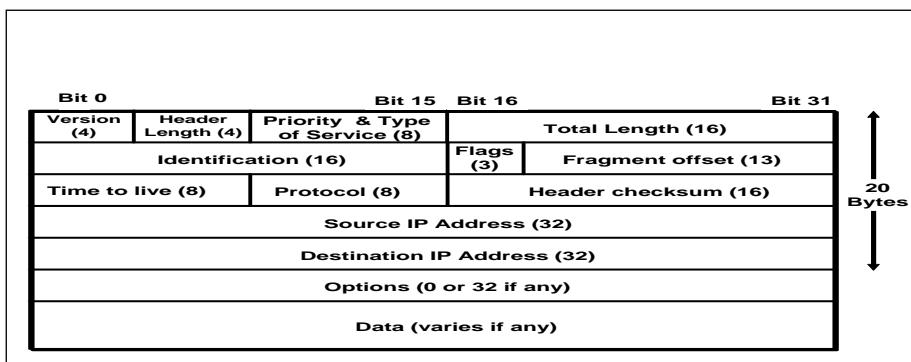 Bit 0 Bit 15 Bit 16 Bit 31
Version (4) Header Length (4) Priority & Type of Service (8) Total Length (16)
Identification (16) Flags (3) Fragment offset (13)
Time to live (8) Protocol (8) Header checksum (16)
Source IP Address (32)
Destination IP Address (32)
Options (0 or 32 if any)
Data (varies if any)
20 Bytes